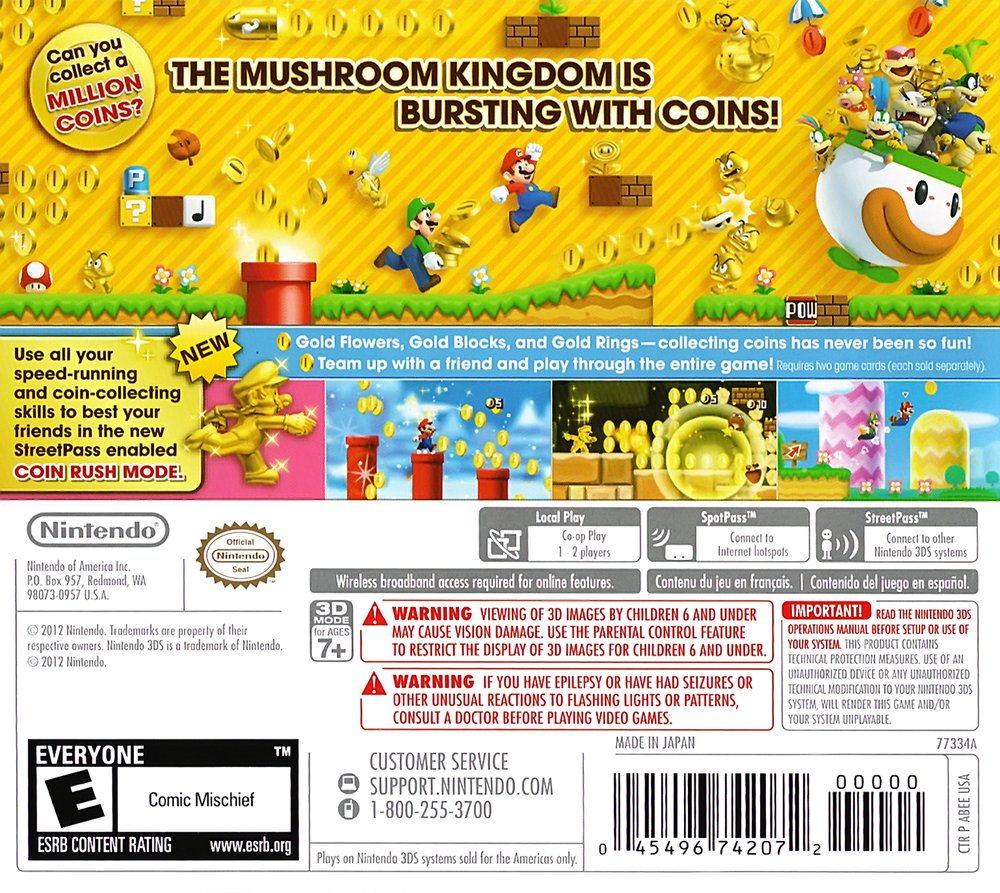 Can you
collect a
MILLION
COINS?
THE MUSHROOM KINGDOM IS
BURSTING WITH COINS!
P
?
POW
NEW
Use all your
speed-running
and coin-collecting
skills to best your
friends in the new
StreetPass enabled
COIN RUSH MODE.
Gold Flowers, Gold Blocks, and Gold Rings—collecting coins has never been so fun!
Team up with a friend and play through the entire game! Requires two game cards (each sold separately).
Nintendo®
Nintendo of America Inc.
P.O. Box 957, Redmond, WA
98073-0957 U.S.A.
Official
Nintendo
Seal
© 2012 Nintendo. Trademarks are property of their
respective owners. Nintendo 3DS is a trademark of Nintendo.
© 2012 Nintendo.
Local Play
Co-op Play
1 - 2 players
SpotPass™
Connect to
Internet hotspots
StreetPass™
Connect to other
Nintendo 3DS systems
Wireless broadband access required for online features.
Contenu du jeu en français. | Contenido del juego en español.
3D
MODE
for AGES
7+
WARNING VIEWING OF 3D IMAGES BY CHILDREN 6 AND UNDER
MAY CAUSE VISION DAMAGE. USE THE PARENTAL CONTROL FEATURE
TO RESTRICT THE DISPLAY OF 3D IMAGES FOR CHILDREN 6 AND UNDER.
WARNING IF YOU HAVE EPILEPSY OR HAVE HAD SEIZURES OR
OTHER UNUSUAL REACTIONS TO FLASHING LIGHTS OR PATTERNS,
CONSULT A DOCTOR BEFORE PLAYING VIDEO GAMES.
IMPORTANT! READ THE NINTENDO 3DS
OPERATIONS MANUAL BEFORE SETUP OR USE OF
YOUR SYSTEM. THIS PRODUCT CONTAINS
TECHNICAL PROTECTION MEASURES. USE OF AN
UNAUTHORIZED DEVICE OR ANY UNAUTHORIZED
TECHNICAL MODIFICATION TO YOUR NINTENDO 3DS
SYSTEM, WILL RENDER THIS GAME AND/OR
YOUR SYSTEM UNPLAYABLE.
MADE IN JAPAN
77334A
EVERYONE ™
E
Comic Mischief
ESRB CONTENT RATING www.esrb.org
CUSTOMER SERVICE
SUPPORT.NINTENDO.COM
1-800-255-3700
Plays on Nintendo 3DS systems sold for the Americas only.
0 45496 74207 2
00000
CTR P ABEE USA